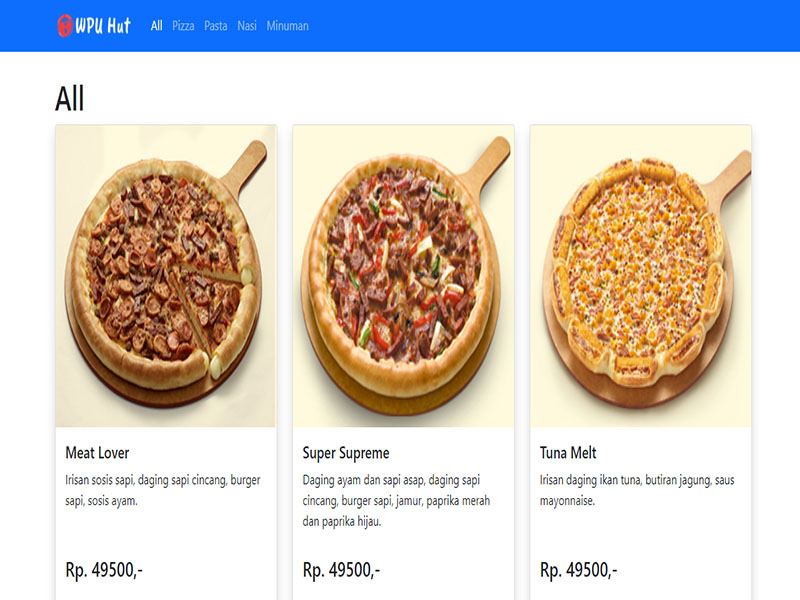 WPU Hut All Pizza Pasta Nasi Minuman
All
Meat Lover
Irisan sosis sapi, daging sapi cincang, burger
sapi, sosis ayam.
Rp. 49500,-
Super Supreme
Daging ayam dan sapi asap, daging sapi
cincang, burger sapi, jamur, paprika merah
dan paprika hijau.
Rp. 49500,-
Tuna Melt
Irisan daging ikan tuna, butiran jagung, saus
mayonnaise.
Rp. 49500,-